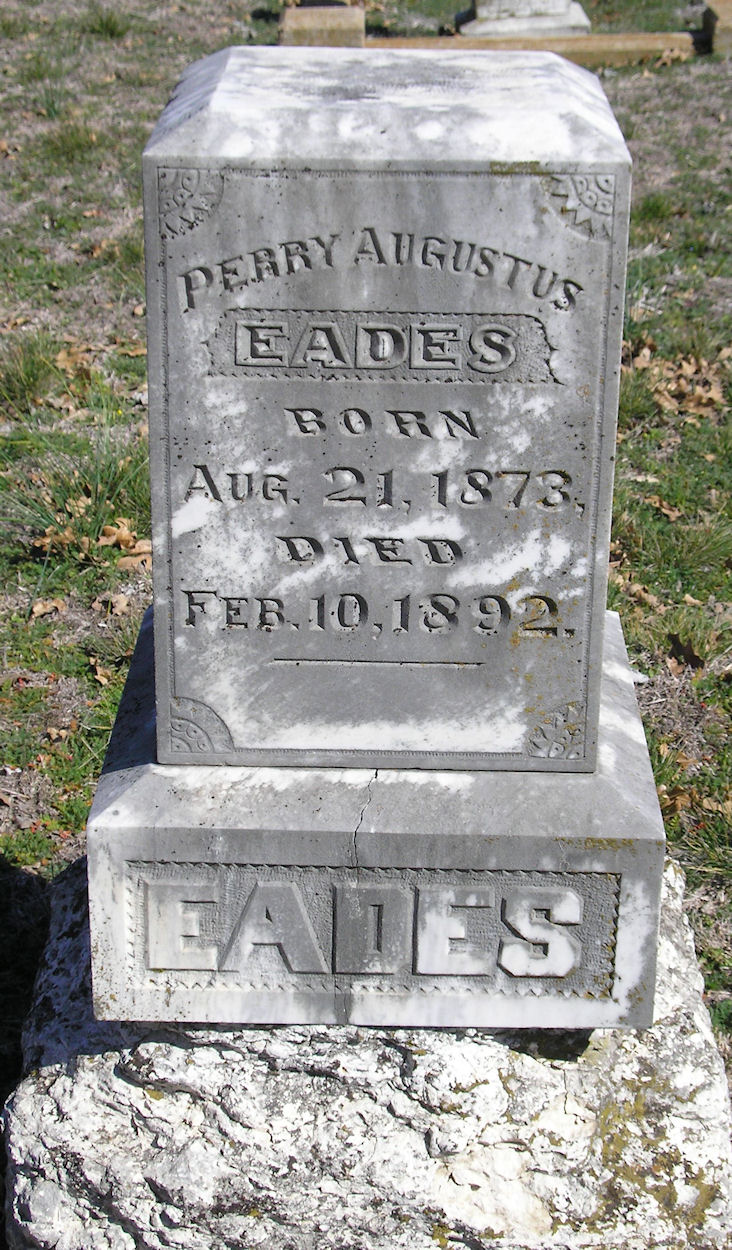 PERRY AUGUSTUS
EADES
BORN
AUG. 21, 1873,
DIED
FEB. 10, 1892.
EADES